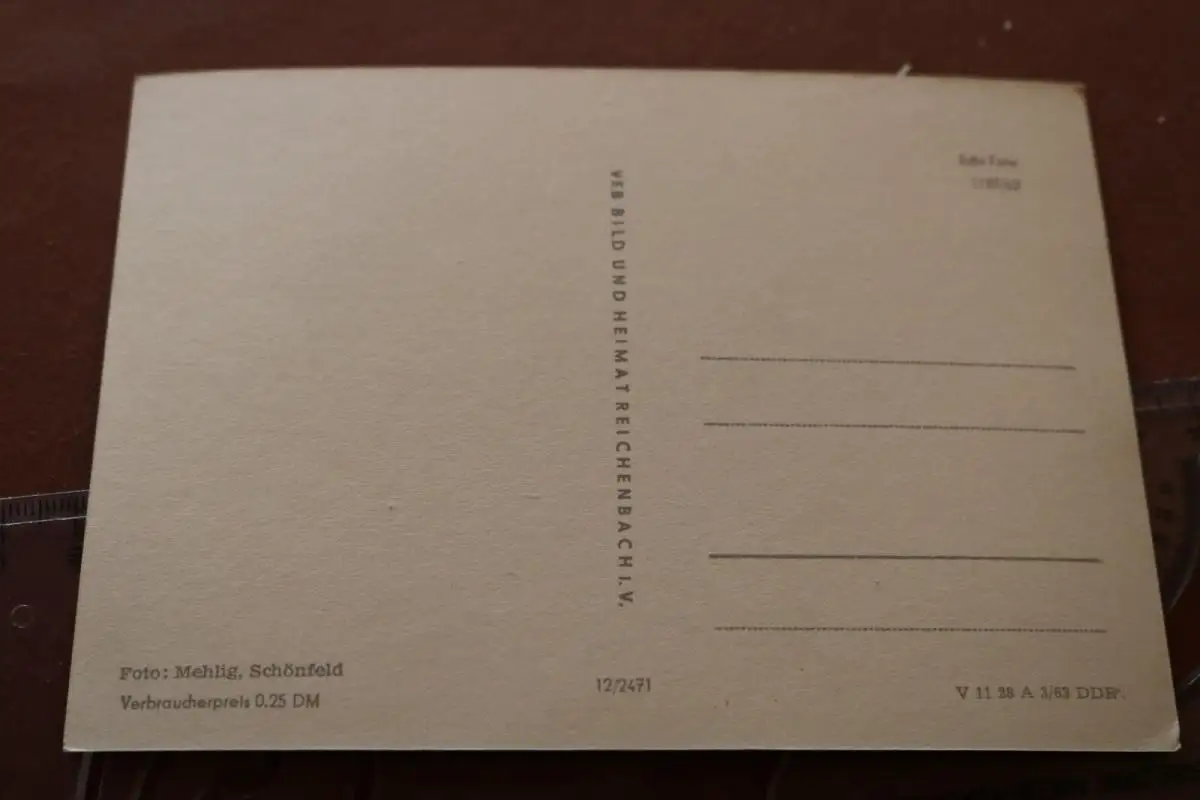 VEB BILD UND HEIMAT REICHENBACH I. V.
Foto: Mehlig, Schönfeld
Verbraucherpreis 0.25 DM
12/2471
V 11 28 A 3/63 DDR